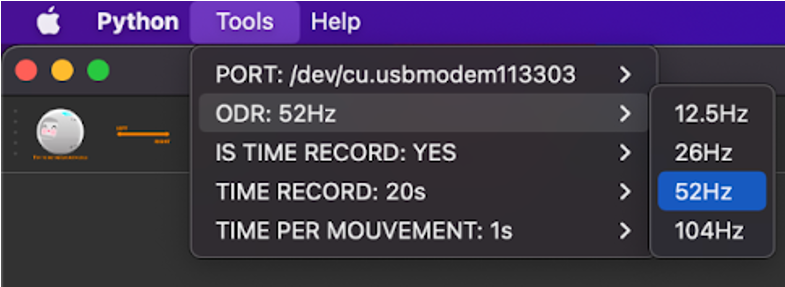 Python Tools Help
PORT: /dev/cu.usbmodem113303
ODR: 52Hz
IS TIME RECORD: YES
TIME RECORD: 20s
TIME PER MOUVEMENT: 1s
12.5Hz
26Hz
52Hz
104Hz